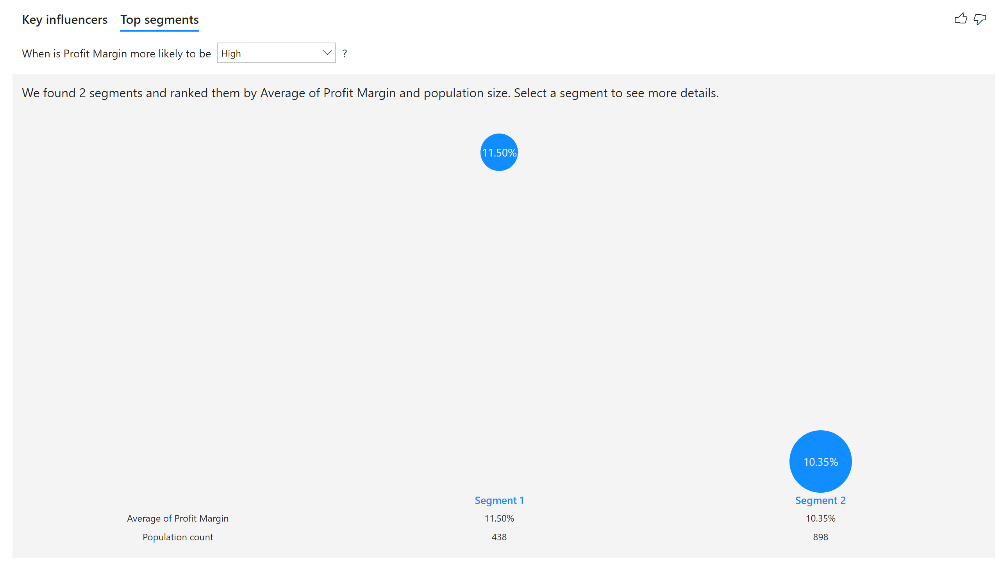 Key influencers Top segments
When is Profit Margin more likely to be High ?
We found 2 segments and ranked them by Average of Profit Margin and population size. Select a segment to see more details.
11.50%
10.35%
Segment 1 Segment 2
Average of Profit Margin 11.50% 10.35%
Population count 438 898